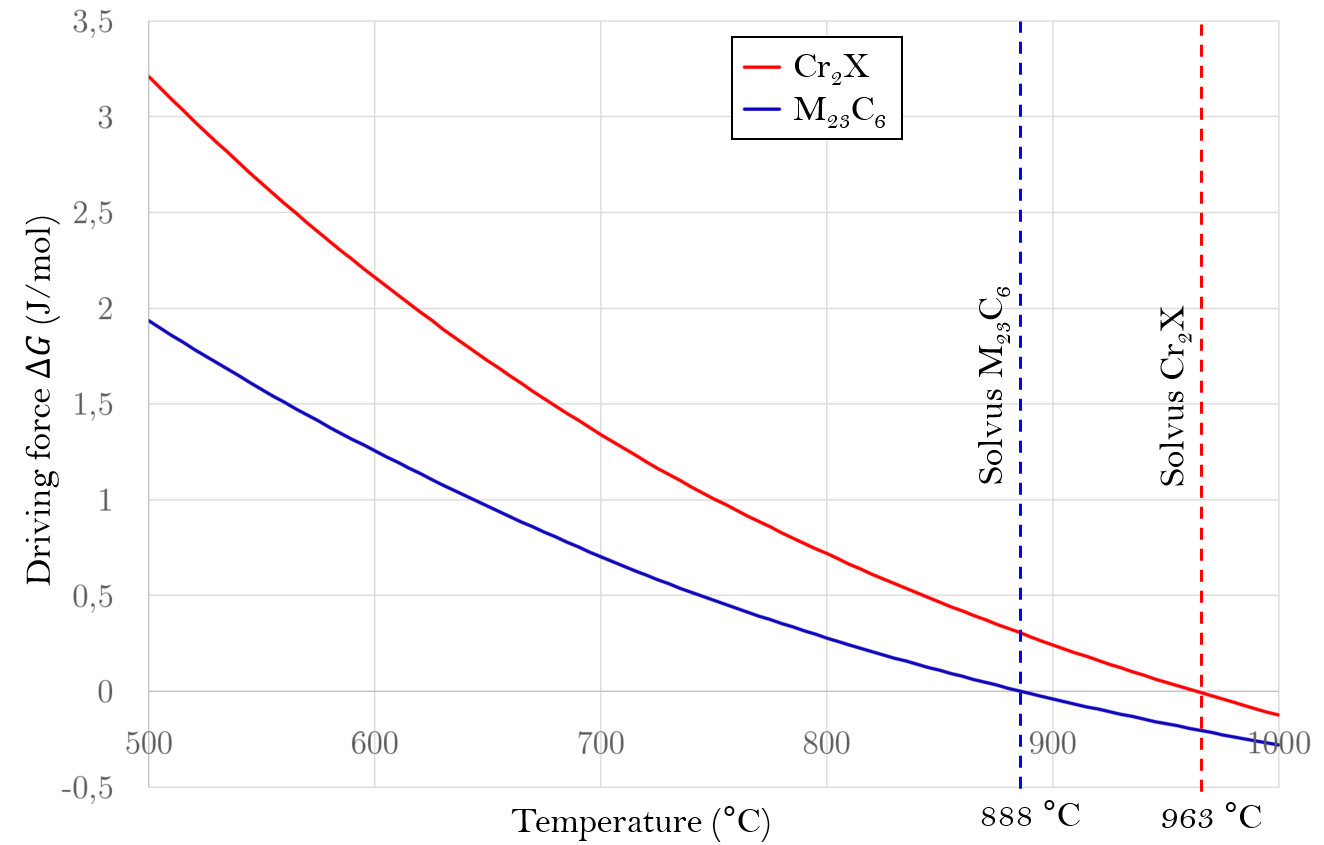 3,5
3
2,5
2
1,5
1
0,5
0
-0,5
Driving force ΔG (J/mol)
Cr₂X
M₂₃C₆
Solvus M₂₃C₆
Solvus Cr₂X
500 600 700 800 900 1000
Temperature (°C)
888 °C
963 °C